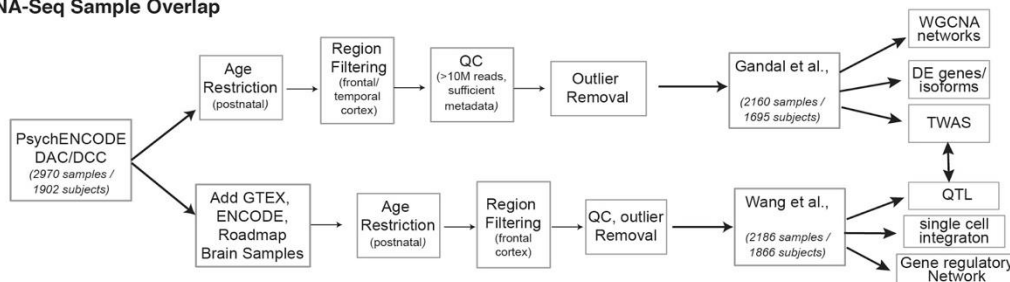 NA-Seq Sample Overlap
PsychENCODE
DAC/DCC
(2970 samples /
1902 subjects)
Age
Restriction
(postnatal)
Region
Filtering
(frontal/
temporal
cortex)
QC
(>10M reads,
sufficient
metadata)
Outlier
Removal
Gandal et al.,
(2160 samples /
1695 subjects)
WGCNA
networks
DE genes/
isoforms
TWAS
Add GTEX,
ENCODE,
Roadmap
Brain Samples
Age
Restriction
(postnatal)
Region
Filtering
(frontal
cortex)
QC, outlier
Removal
Wang et al.,
(2186 samples /
1866 subjects)
QTL
single cell
integraton
Gene regulatory
Network